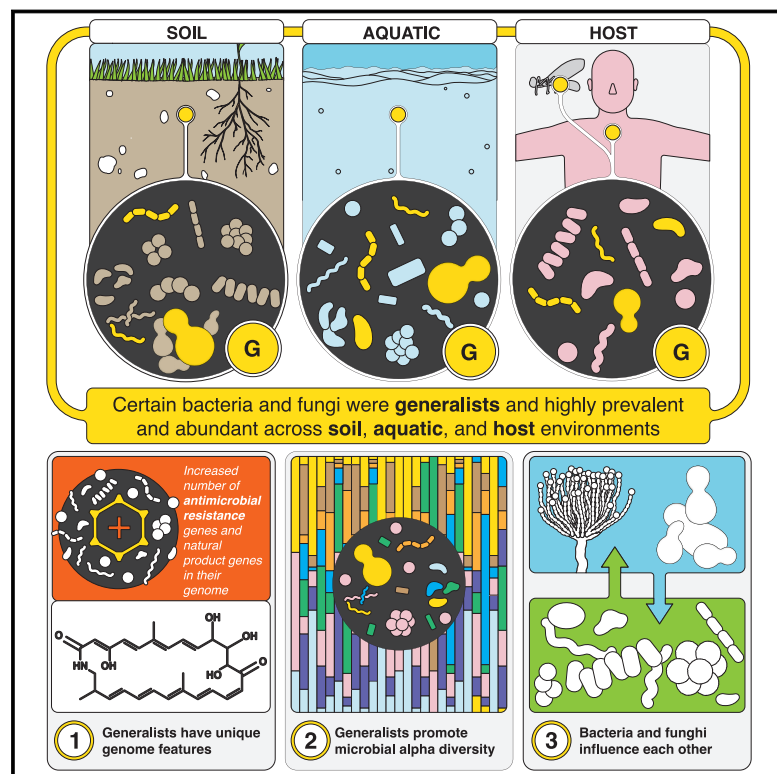 SOIL
AQUATIC
HOST
G
G
G
Certain bacteria and fungi were generalists and highly prevalent
and abundant across soil, aquatic, and host environments
Increased
number of
antimicrobial
resistance
genes and
natural
product genes
in their
genome
OH
OH
O
OH
HN
OH
O
1
Generalists have unique
genome features
2
Generalists promote
microbial alpha diversity
3
Bacteria and funghi
influence each other